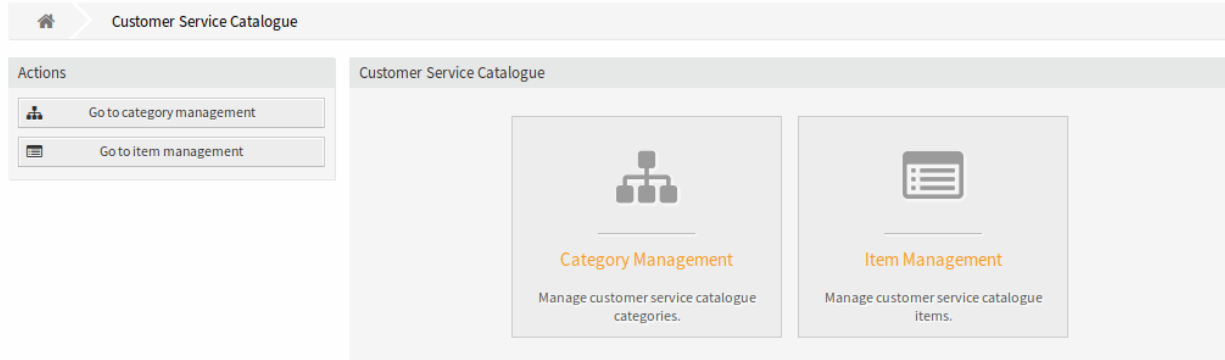 Customer Service Catalogue
Actions
Go to category management
Go to item management
Customer Service Catalogue
Category Management
Manage customer service catalogue
categories.
Item Management
Manage customer service catalogue
items.